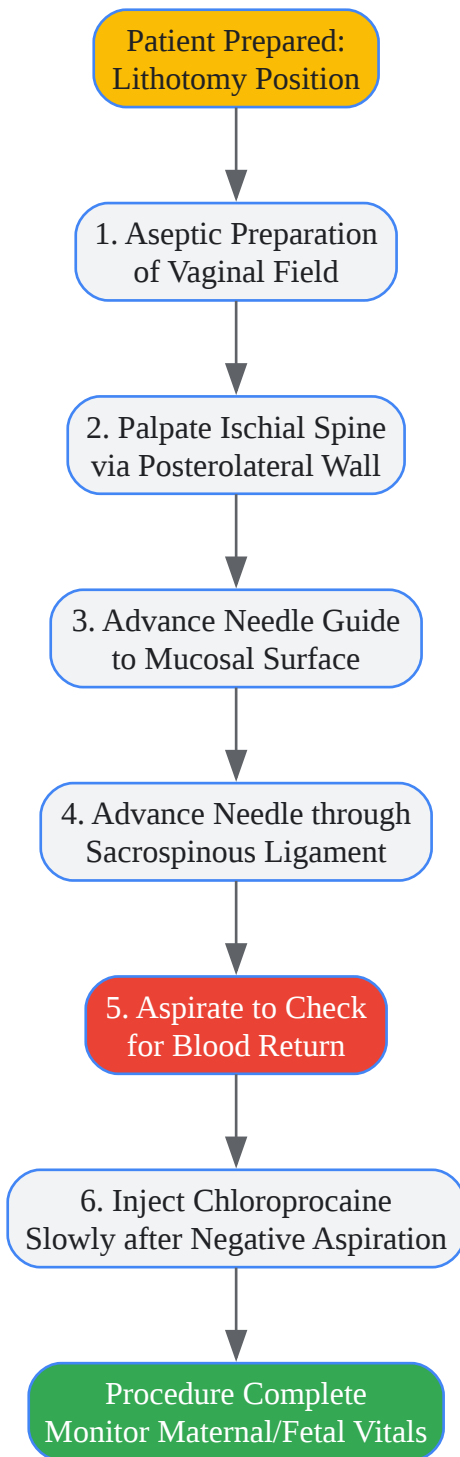 Patient Prepared:
Lithotomy Position
1. Aseptic Preparation
of Vaginal Field
2. Palpate Ischial Spine
via Posterolateral Wall
3. Advance Needle Guide
to Mucosal Surface
4. Advance Needle through
Sacrospinous Ligament
5. Aspirate to Check
for Blood Return
6. Inject Chloroprocaine
Slowly after Negative Aspiration
Procedure Complete
Monitor Maternal/Fetal Vitals